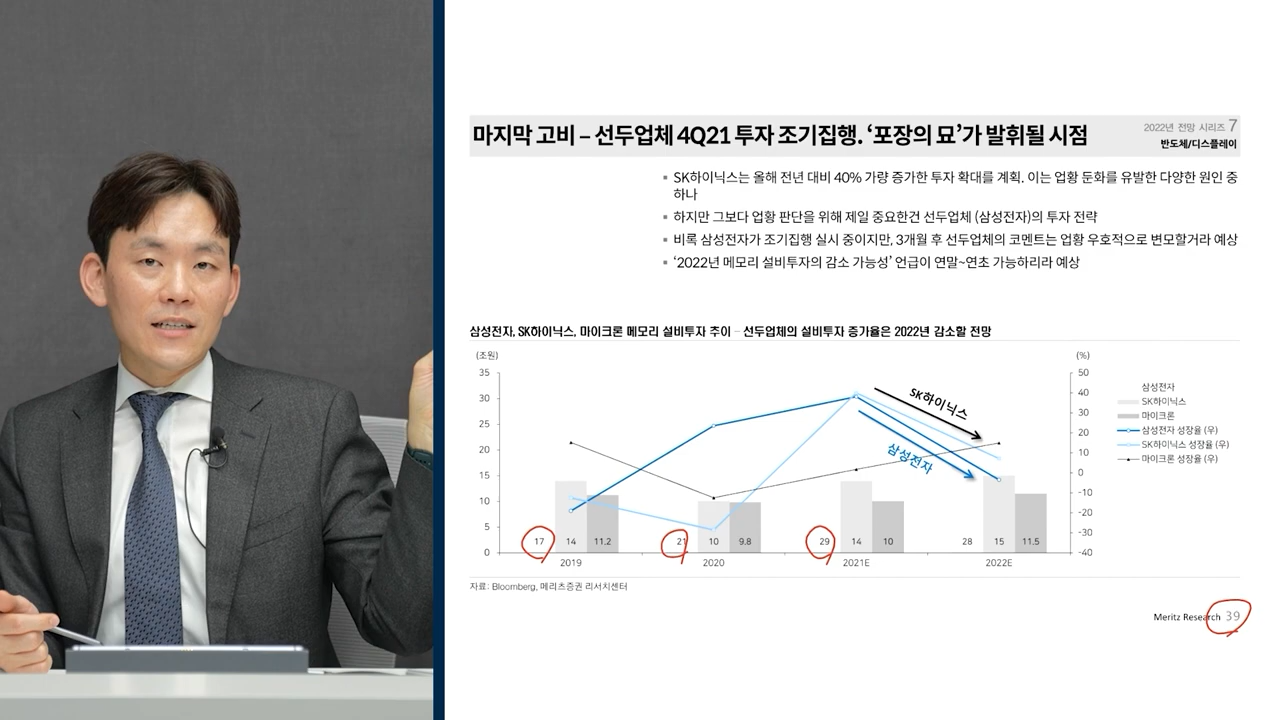 마지막 고비 – 선두업체 4Q21 투자 조기집행. ‘포장의 묘’가 발휘될 시점
2022년 전망 시리즈 7
반도체/디스플레이
▪ SK하이닉스는 올해 전년 대비 40% 가량 증가한 투자 확대를 계획. 이는 업황 둔화를 유발한 다양한 원인 중
하나
▪ 하지만 그보다 업황 판단을 위해 제일 중요한건 선두업체 (삼성전자)의 투자 전략
▪ 비록 삼성전자가 조기집행 실시 중이지만, 3개월 후 선두업체의 코멘트는 업황 우호적으로 변모할거라 예상
▪ ‘2022년 메모리 설비투자의 감소 가능성’ 언급이 연말~연초 가능하리라 예상
삼성전자, SK하이닉스, 마이크론 메모리 설비투자 추이 – 선두업체의 설비투자 증가율은 2022년 감소할 전망
(조원)
(%)
35
30
25
20
15
10
5
0
50
40
30
20
10
0
-10
-20
-30
-40
SK하이닉스
삼성전자
17 14 11.2
21 10 9.8
29 14 10
28 15 11.5
2019 2020 2021E 2022E
삼성전자
SK하이닉스
마이크론
삼성전자 성장율 (우)
SK하이닉스 성장율 (우)
마이크론 성장율 (우)
자료: Bloomberg, 메리츠증권 리서치센터
Meritz Research 39